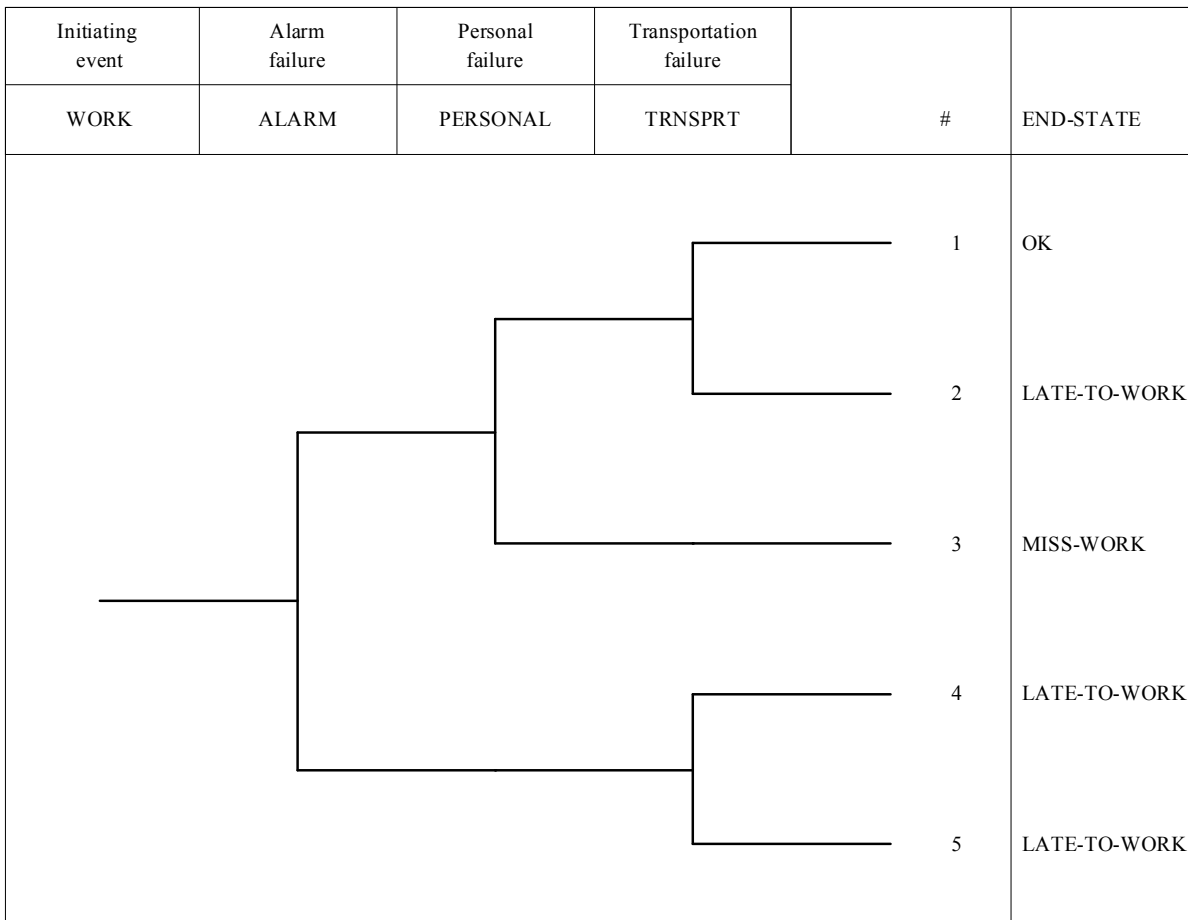 Initiating event
Alarm failure
Personal failure
Transportation failure
WORK
ALARM
PERSONAL
TRNSPRT
#
END-STATE
1 OK
2 LATE-TO-WORK
3 MISS-WORK
4 LATE-TO-WORK
5 LATE-TO-WORK